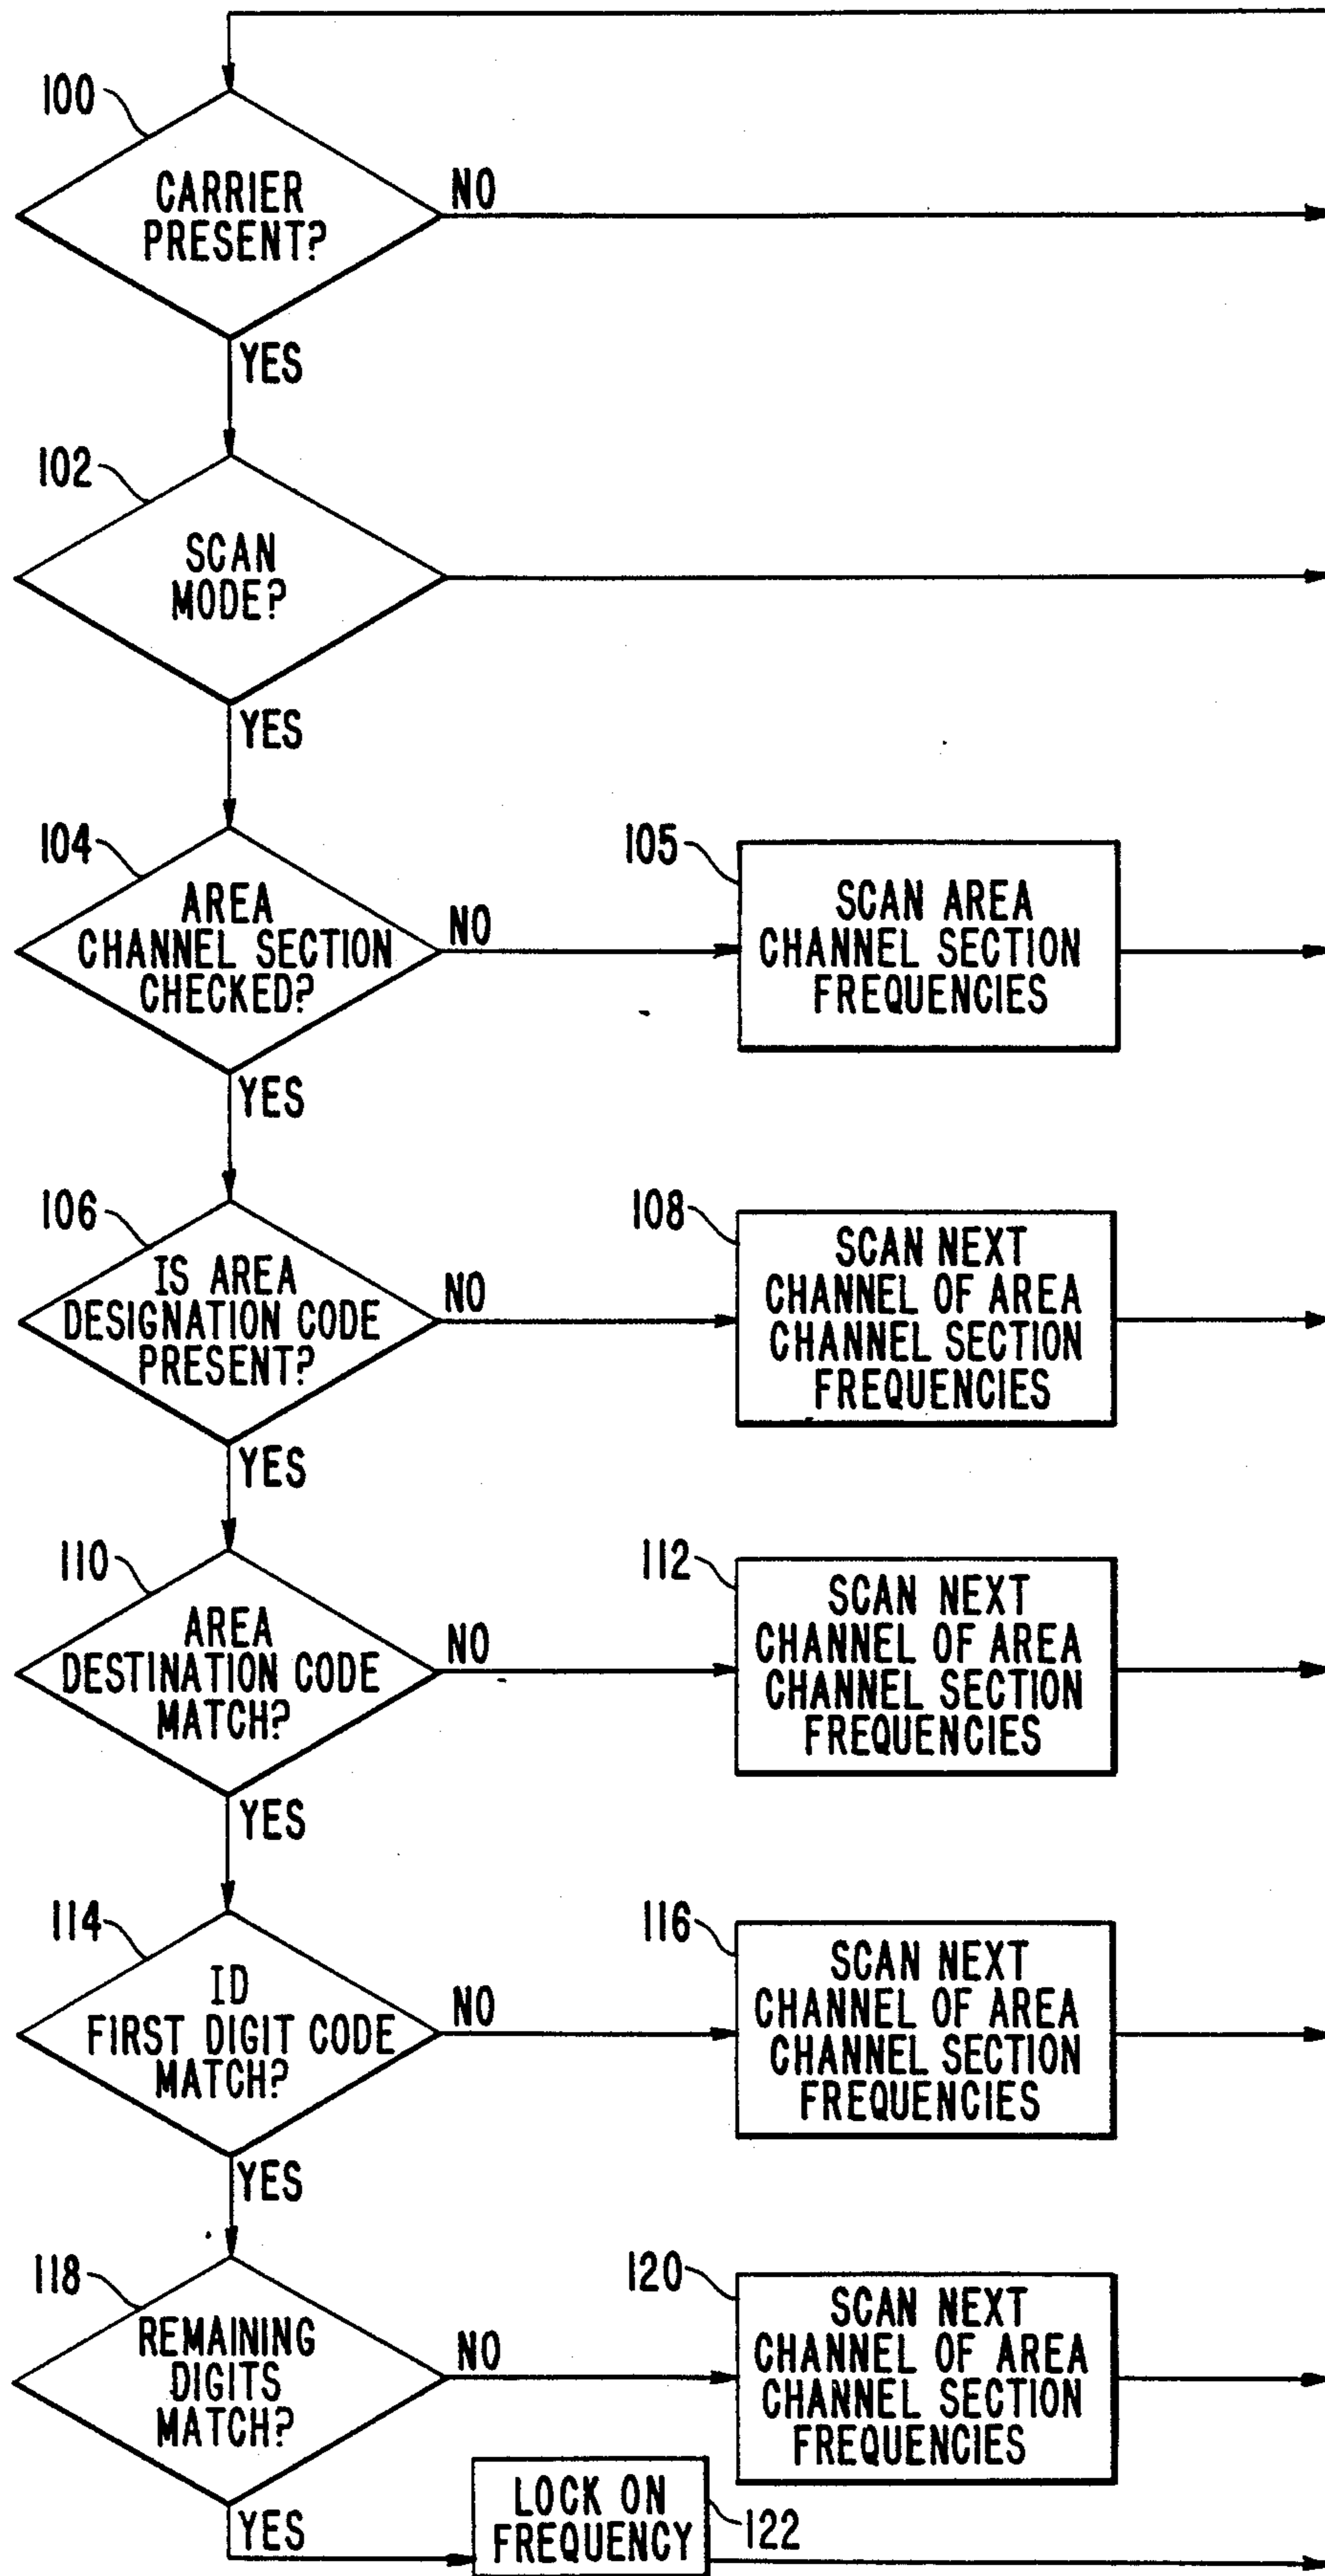 100
CARRIER
PRESENT?
NO
YES
102
SCAN
MODE?
YES
104
AREA
CHANNEL SECTION
CHECKED?
NO
105
SCAN AREA
CHANNEL SECTION
FREQUENCIES
YES
106
IS AREA
DESIGNATION CODE
PRESENT?
NO
108
SCAN NEXT
CHANNEL OF AREA
CHANNEL SECTION
FREQUENCIES
YES
110
AREA
DESTINATION CODE
MATCH?
NO
112
SCAN NEXT
CHANNEL OF AREA
CHANNEL SECTION
FREQUENCIES
YES
114
ID
FIRST DIGIT CODE
MATCH?
NO
116
SCAN NEXT
CHANNEL OF AREA
CHANNEL SECTION
FREQUENCIES
YES
118
REMAINING
DIGITS
MATCH?
NO
120
SCAN NEXT
CHANNEL OF AREA
CHANNEL SECTION
FREQUENCIES
YES
LOCK ON
FREQUENCY
122